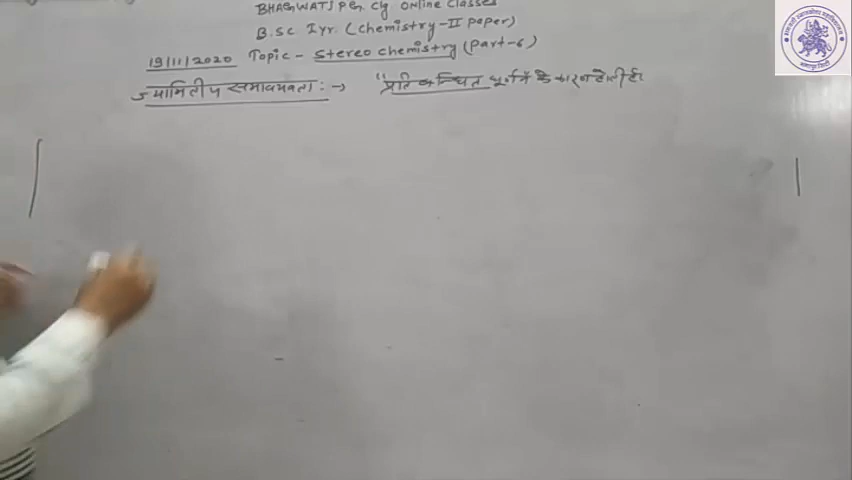 BHAGWATI PG Clg Online Classes
B.SC I yr. (Chemistry-II Paper)
19/11/2020 Topic - Stereo chemistry (Part-6)
ज्यामितीय समावयवता :→ "प्रतिबन्धित घूर्णन के कारण होती है।